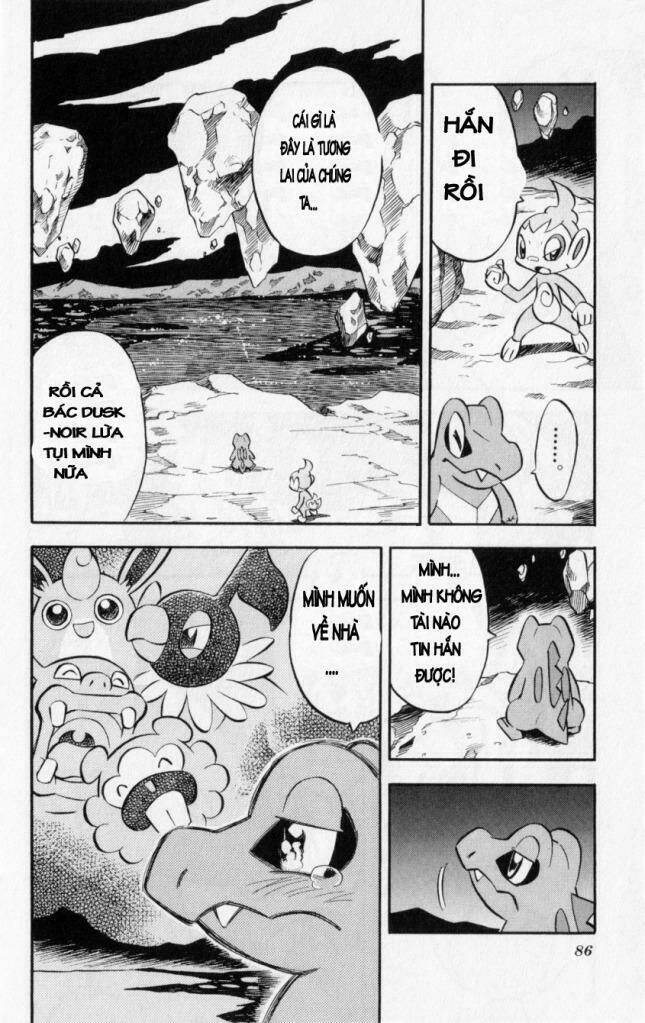 HẮN
ĐI
RỒI
......
CÁI GÌ LÀ
ĐÂY LÀ TƯƠNG
LAI CỦA CHÚNG
TA...
RỒI CẢ
BÁC DUSK
-NOIR LỪA
TỤI MÌNH
NỮA
MÌNH...
MÌNH KHÔNG
TÀI NÀO
TIN HẮN
ĐƯỢC!
MÌNH MUỐN
VỀ NHÀ
....
86